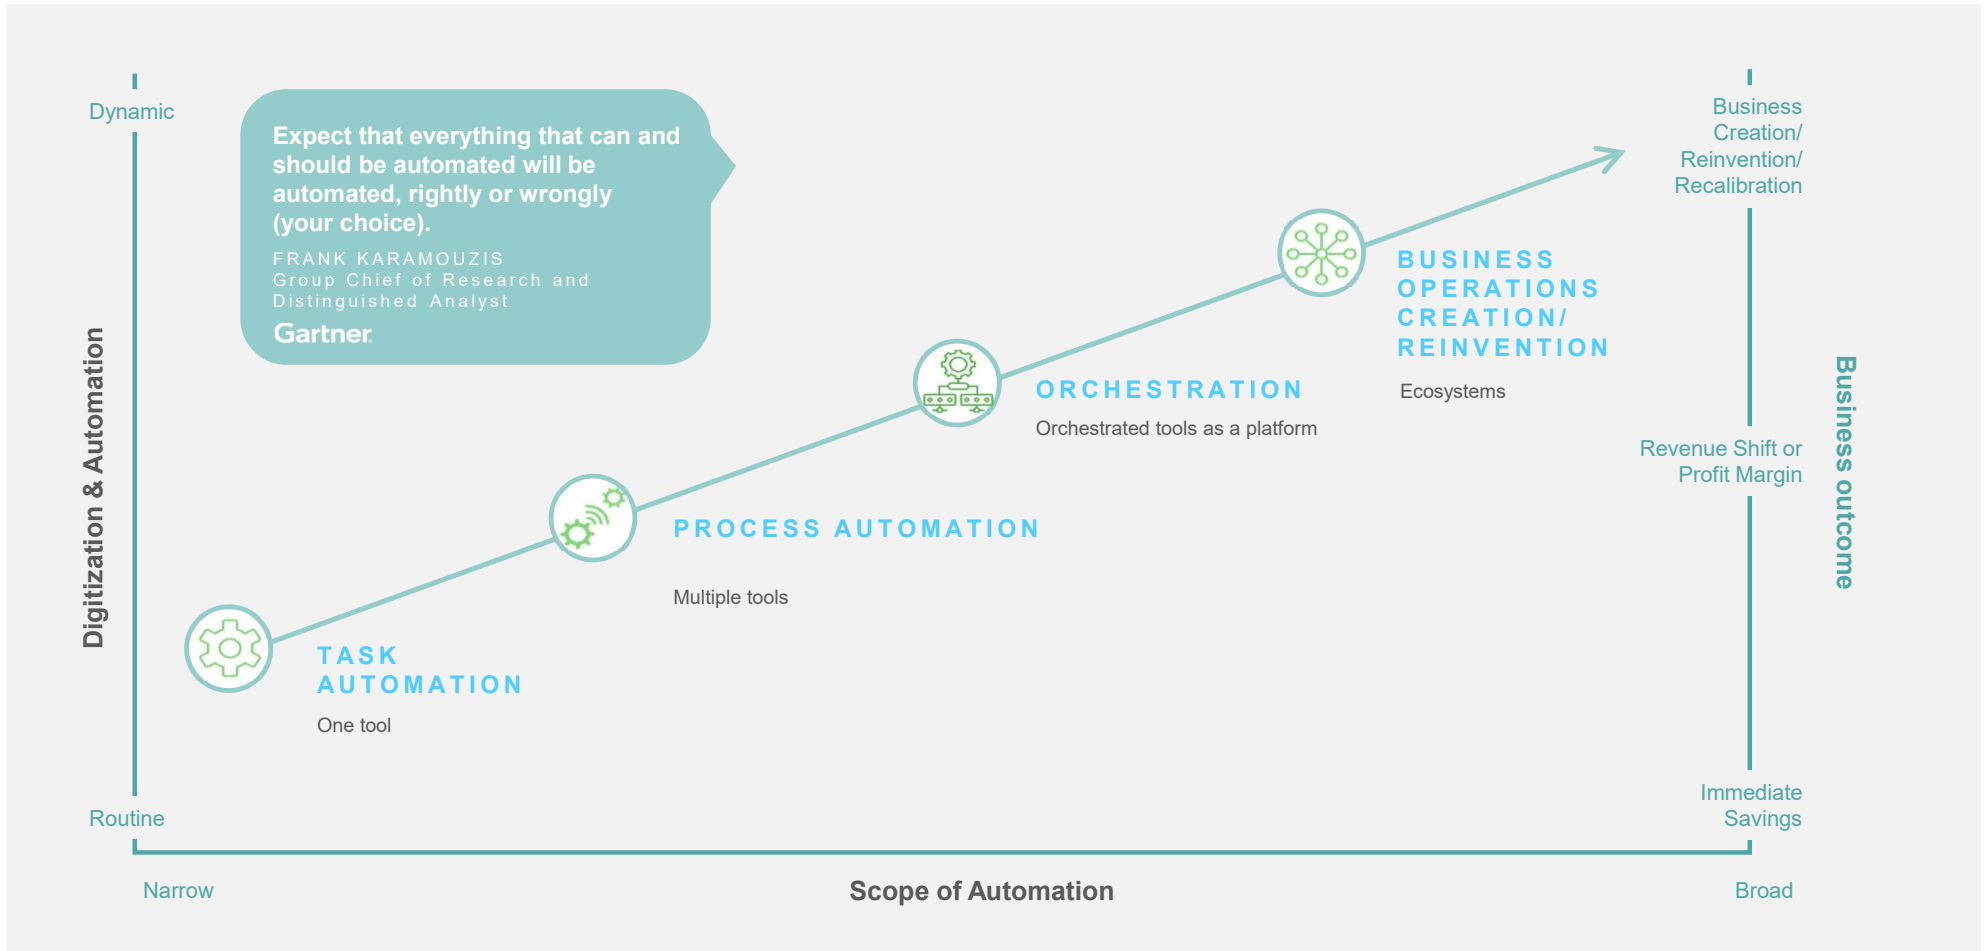 Dynamic
Expect that everything that can and
should be automated will be
automated, rightly or wrongly
(your choice).
FRANK KARAMOUZIS
Group Chief of Research and
Distinguished Analyst
Gartner
Business
Creation/
Reinvention/
Recalibration
BUSINESS
OPERATIONS
CREATION/
REINVENTION
Ecosystems
ORCHESTRATION
Orchestrated tools as a platform
PROCESS AUTOMATION
Multiple tools
TASK
AUTOMATION
One tool
Digitization & Automation
Revenue Shift or
Profit Margin
Business outcome
Routine
Immediate
Savings
Narrow
Scope of Automation
Broad